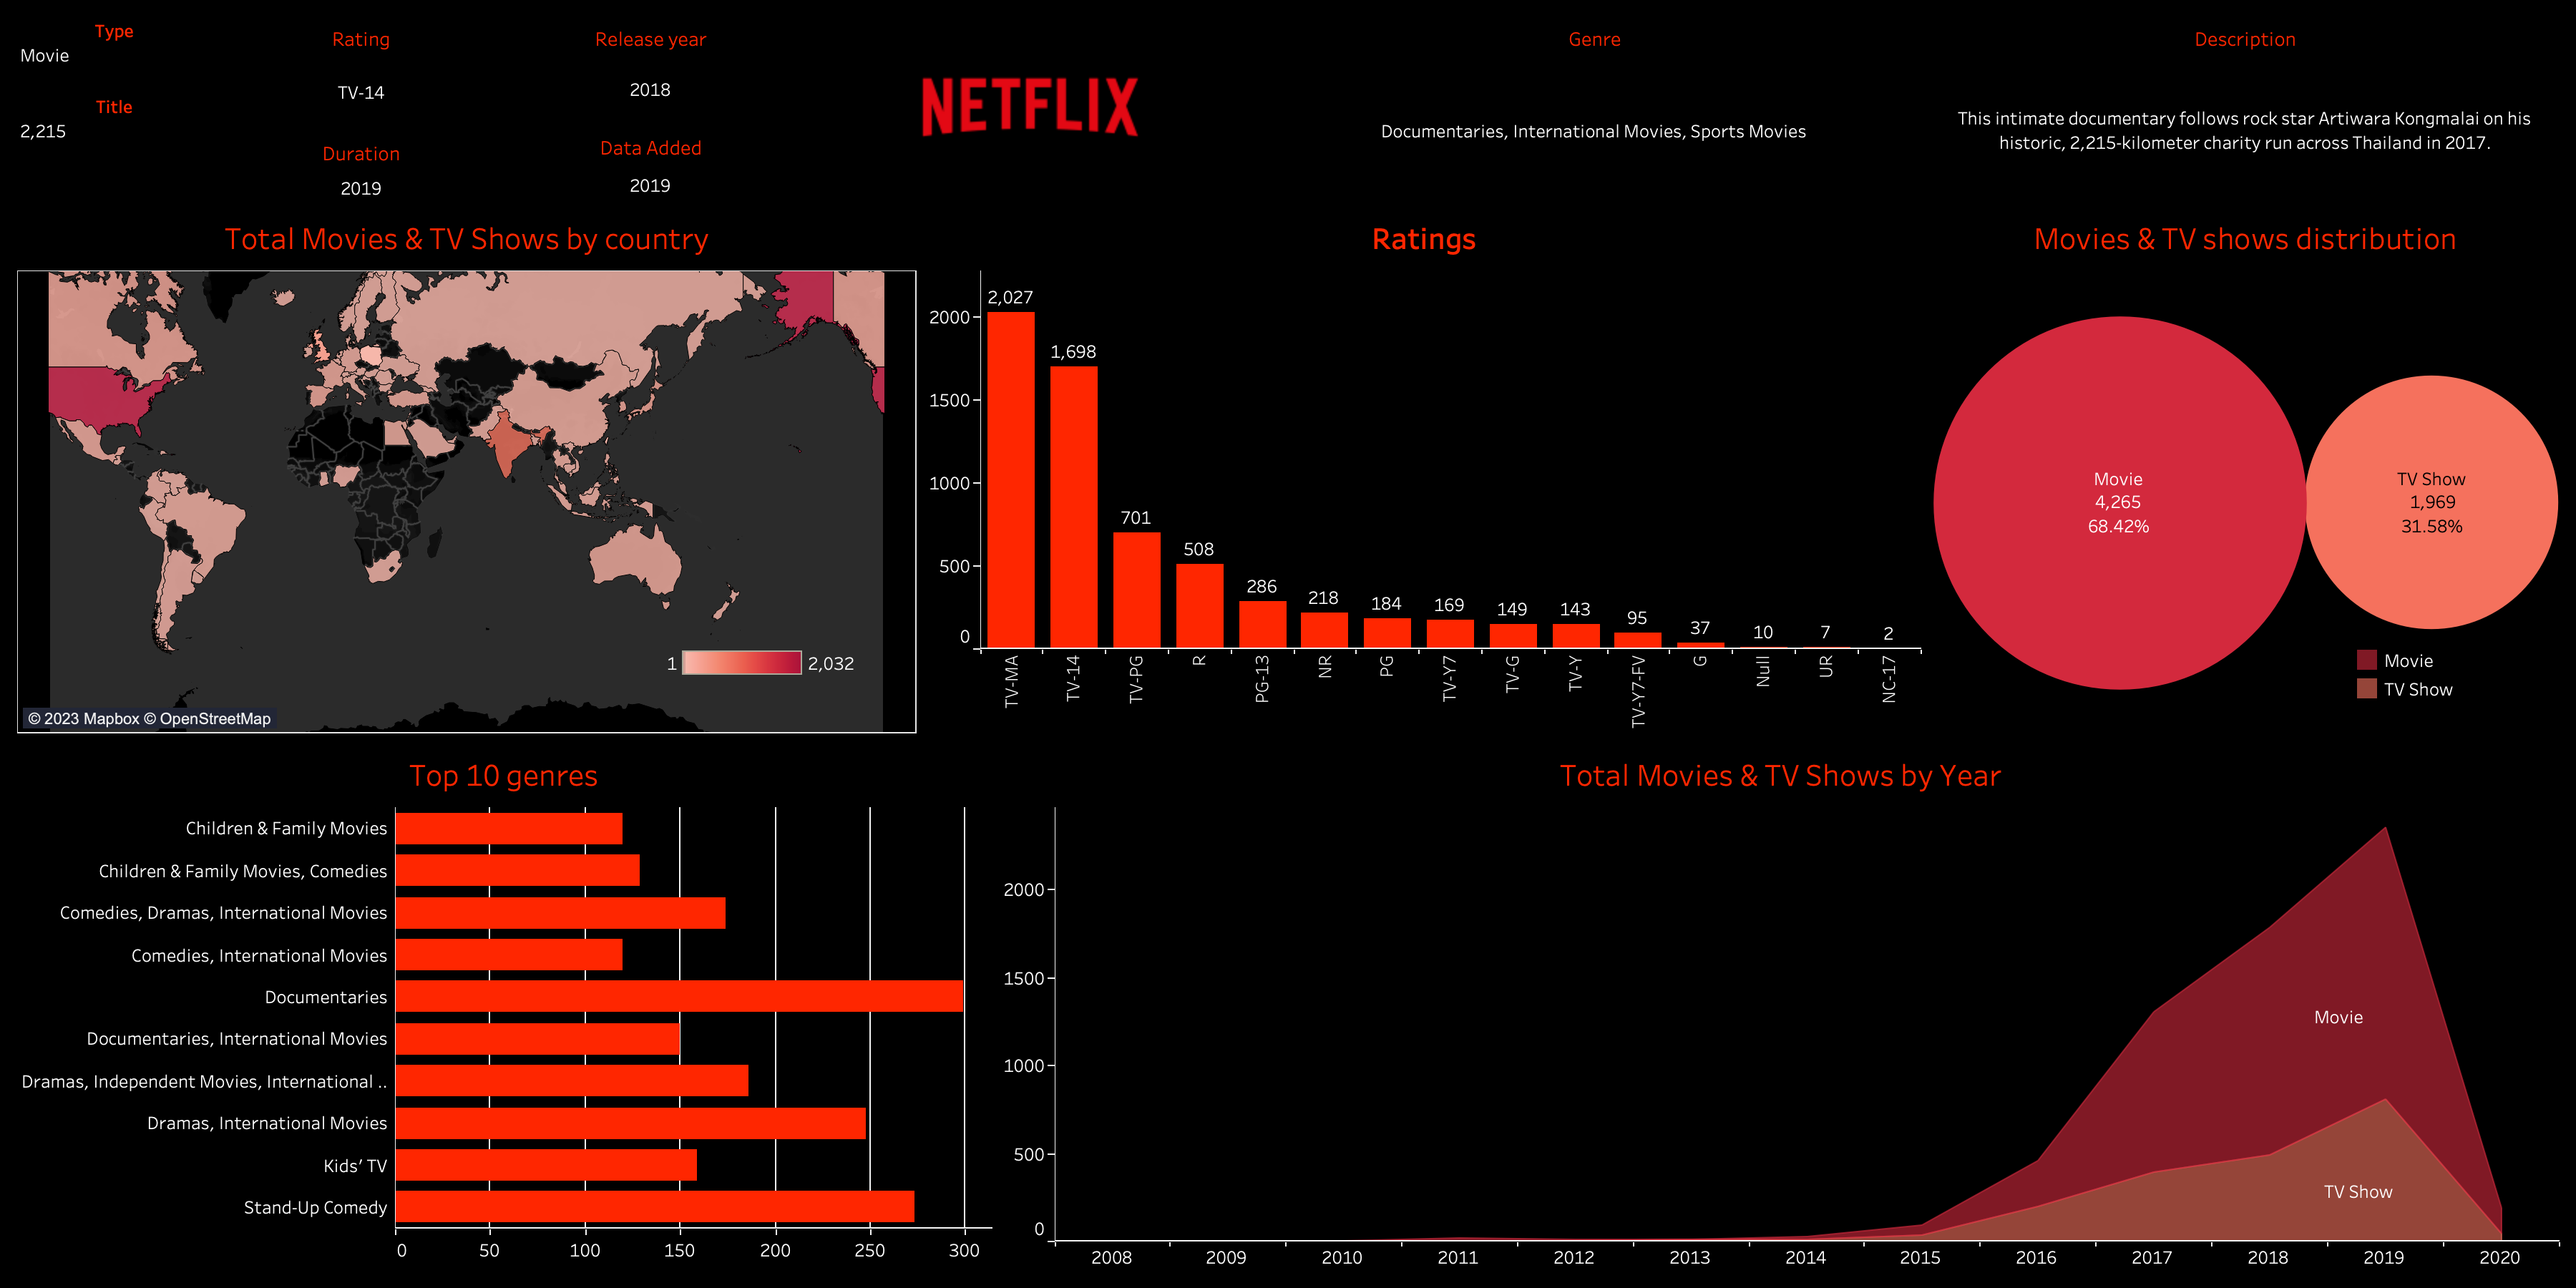 Type
Movie
Title
2,215
Rating
TV-14
Duration
2019
Release year
2018
Data Added
2019
NETFLIX
Genre
Documentaries, International Movies, Sports Movies
Description
This intimate documentary follows rock star Artiwara Kongmalai on his
historic, 2,215-kilometer charity run across Thailand in 2017.
Total Movies & TV Shows by country
1
2,032
© 2023 Mapbox © OpenStreetMap
Ratings
2000
1500
1000
500
0
2,027
1,698
701
508
286
218
184
169
149
143
95
37
10
7
2
TV-MA
TV-14
TV-PG
R
PG-13
NR
PG
TV-Y7
TV-G
TV-Y
TV-Y7-FV
G
Null
UR
NC-17
Movies & TV shows distribution
Movie
4,265
68.42%
TV Show
1,969
31.58%
Movie
TV Show
Top 10 genres
Children & Family Movies
Children & Family Movies, Comedies
Comedies, Dramas, International Movies
Comedies, International Movies
Documentaries
Documentaries, International Movies
Dramas, Independent Movies, International ..
Dramas, International Movies
Kids' TV
Stand-Up Comedy
0 50 100 150 200 250 300
Total Movies & TV Shows by Year
2000
1500
1000
500
0
Movie
TV Show
2008 2009 2010 2011 2012 2013 2014 2015 2016 2017 2018 2019 2020